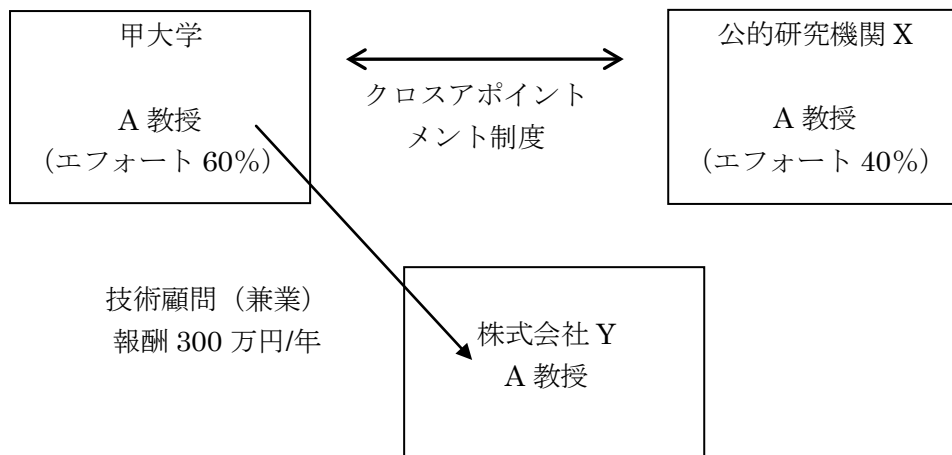 甲大学
A 教授
(エフォート 60%)
クロスアポイント
メント制度
公的研究機関 X
A 教授
(エフォート 40%)
技術顧問（兼業）
報酬 300 万円/年
株式会社 Y
A 教授